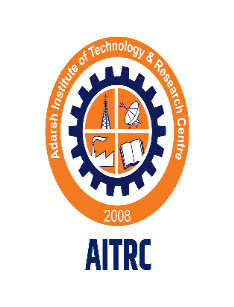 Adarsh Institute of Technology & Research Centre
2008
AITRC